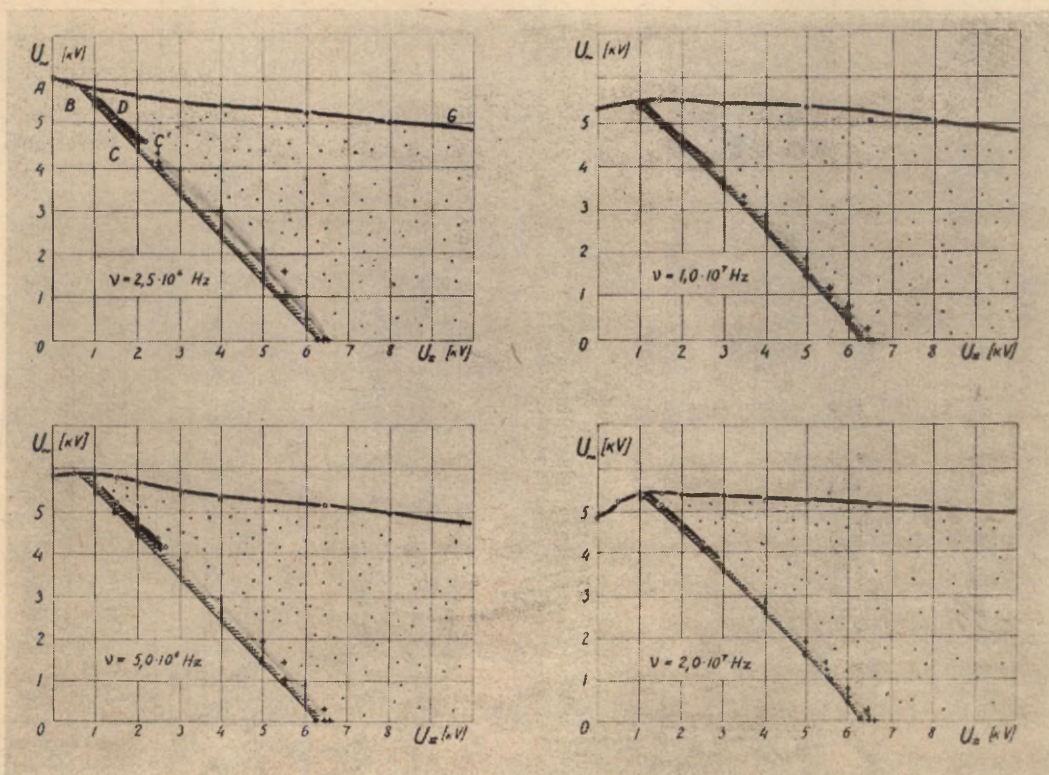 U~ [kV]
A
B
D
G
5
C'
C
4
3
2
ν = 2,5·10⁶ Hz
1
0
1 2 3 4 5 6 7 8 U= [kV]
U~ [kV]
5
4
3
2
ν = 1,0·10⁷ Hz
1
0
1 2 3 4 5 6 7 8 U= [kV]
U~ [kV]
5
4
3
2
ν = 5,0·10⁶ Hz
1
0
1 2 3 4 5 6 7 8 U= [kV]
U~ [kV]
5
4
3
2
ν = 2,0·10⁷ Hz
1
0
1 2 3 4 5 6 7 8 U= [kV]